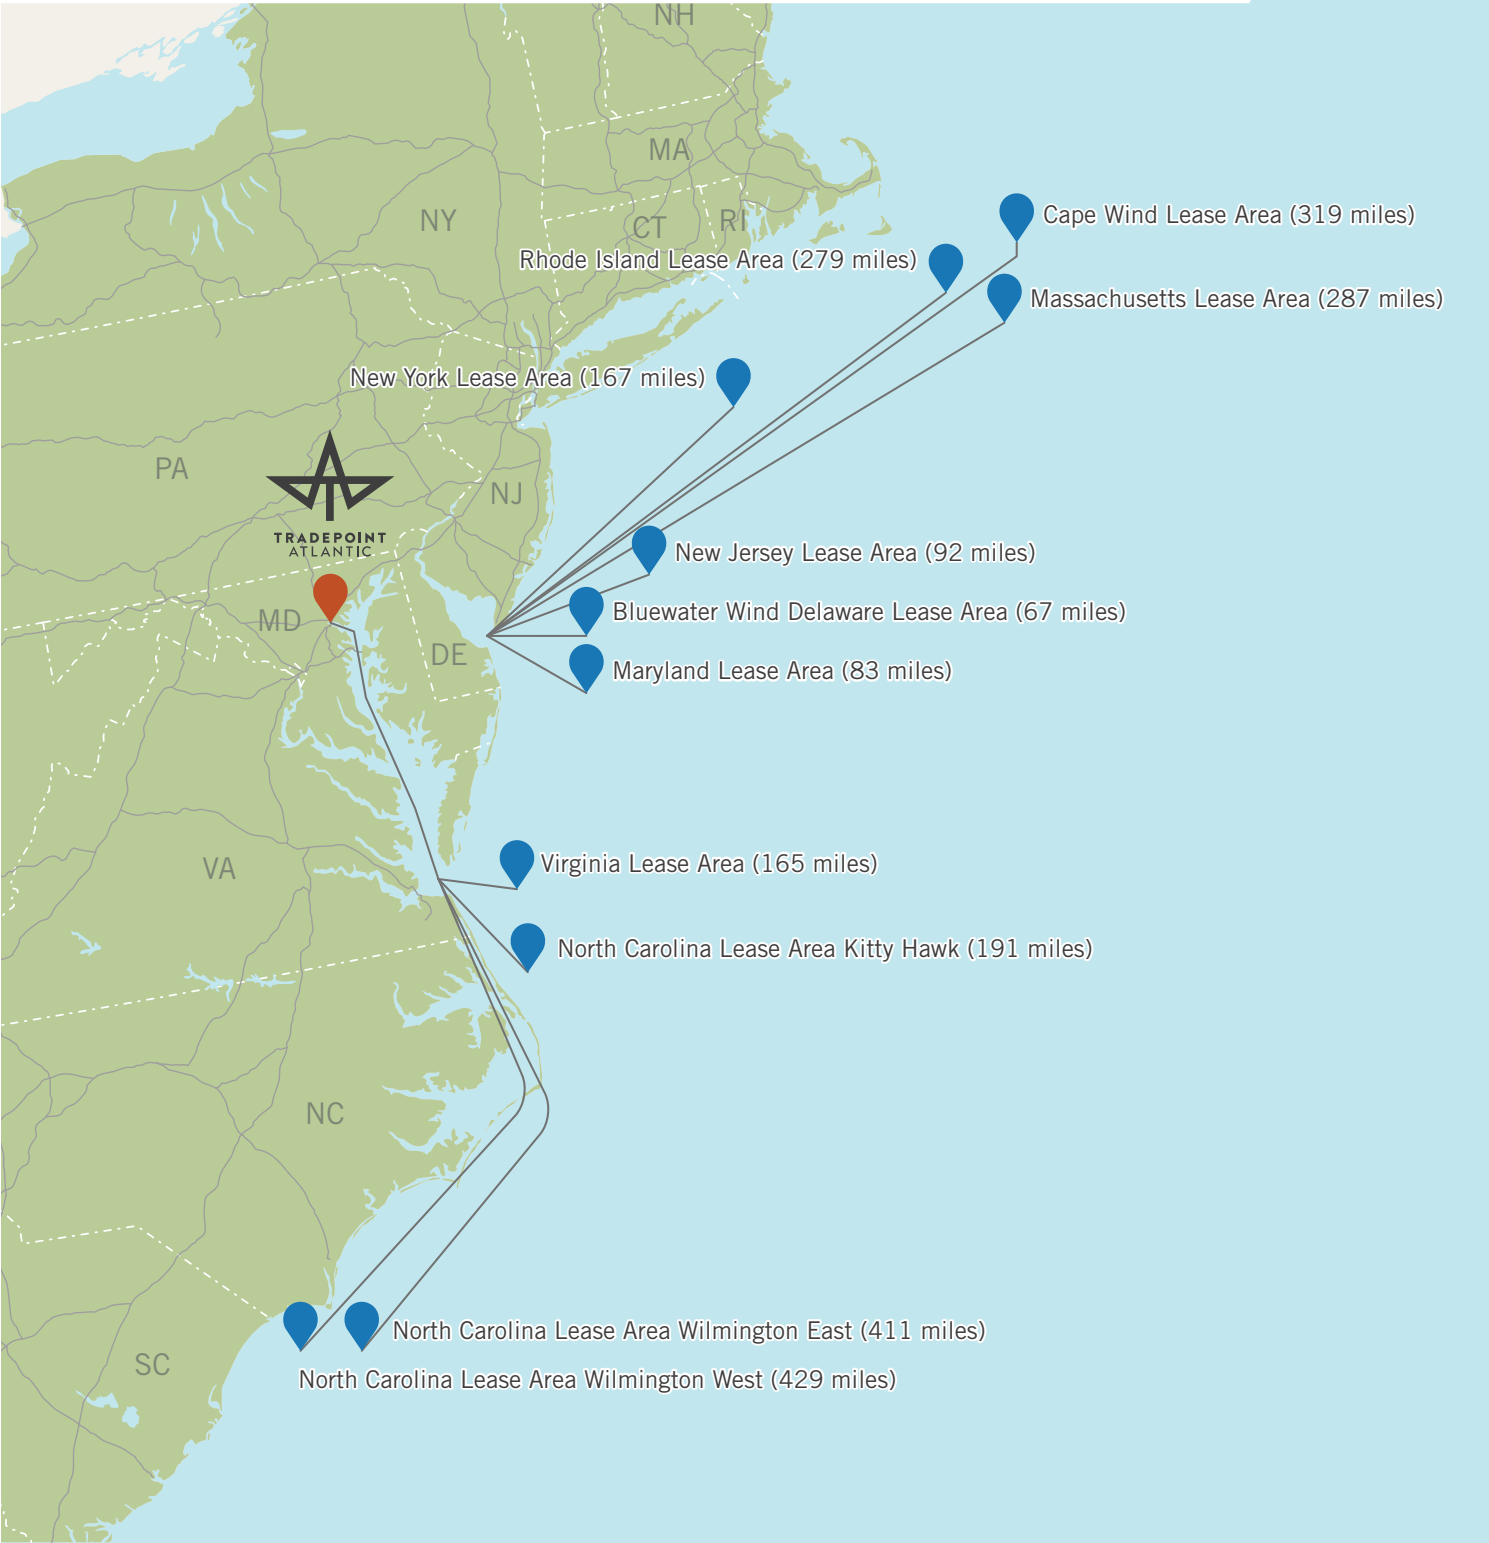 NH
MA
NY
CT
RI
Cape Wind Lease Area (319 miles)
Rhode Island Lease Area (279 miles)
Massachusetts Lease Area (287 miles)
New York Lease Area (167 miles)
PA
NJ
TRADEPOINT
ATLANTIC
New Jersey Lease Area (92 miles)
MD
Bluewater Wind Delaware Lease Area (67 miles)
DE
Maryland Lease Area (83 miles)
VA
Virginia Lease Area (165 miles)
North Carolina Lease Area Kitty Hawk (191 miles)
NC
North Carolina Lease Area Wilmington East (411 miles)
SC
North Carolina Lease Area Wilmington West (429 miles)